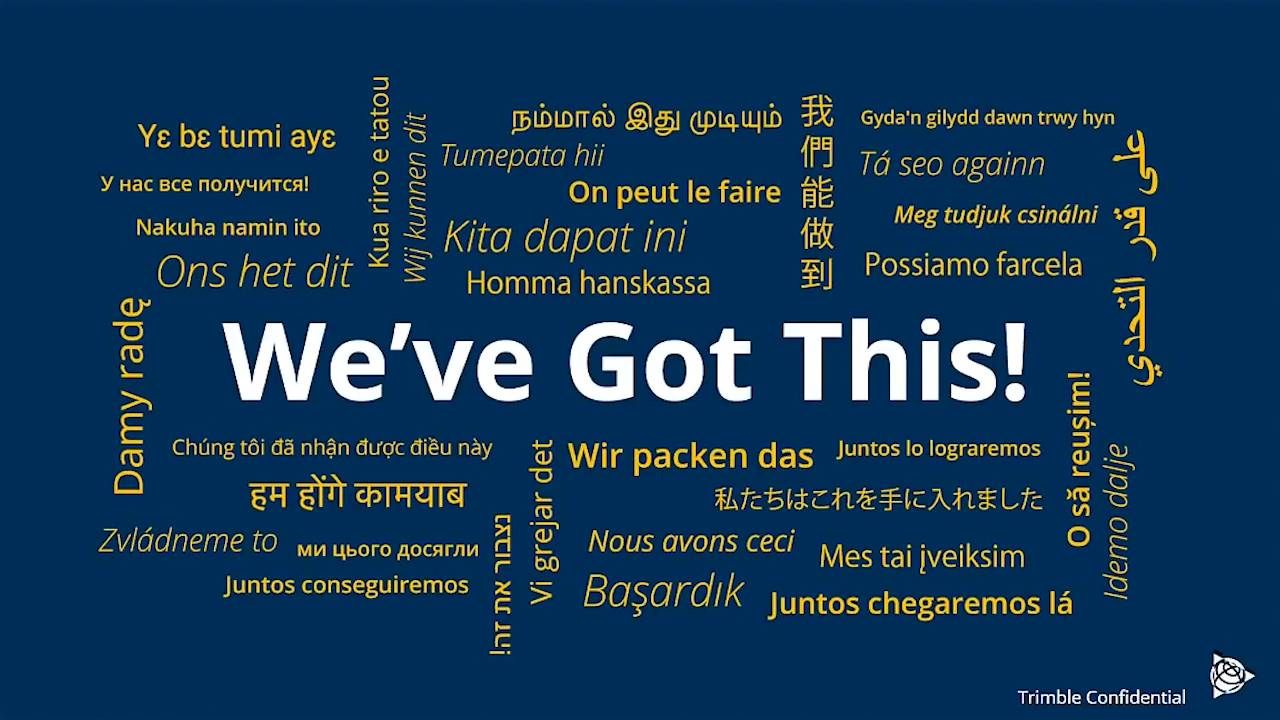 Yɛ bɛ tumi ayɛ
У нас все получится!
Nakuha namin ito
Ons het dit
Damy radę
Kua riro e tatou
Wij kunnen dit
நம்மால் இது முடியும்
Tumepata hii
On peut le faire
Kita dapat ini
Homma hanskassa
我們能做到
Gyda'n gilydd dawn trwy hyn
Tá seo againn
Meg tudjuk csinálni
Possiamo farcela
على قدر التحدي
We’ve Got This!
Chúng tôi đã nhận được điều này
हम होंगे कामयाब
Zvládneme to
ми цього досягли
Juntos conseguiremos
נצבור את זה!
Vi grejar det
Wir packen das
Juntos lo lograremos
私たちはこれを手に入れました
Nous avons ceci
Mes tai įveiksim
Başardık
Juntos chegaremos lá
O să reușim!
Idemo dalje
Trimble Confidential